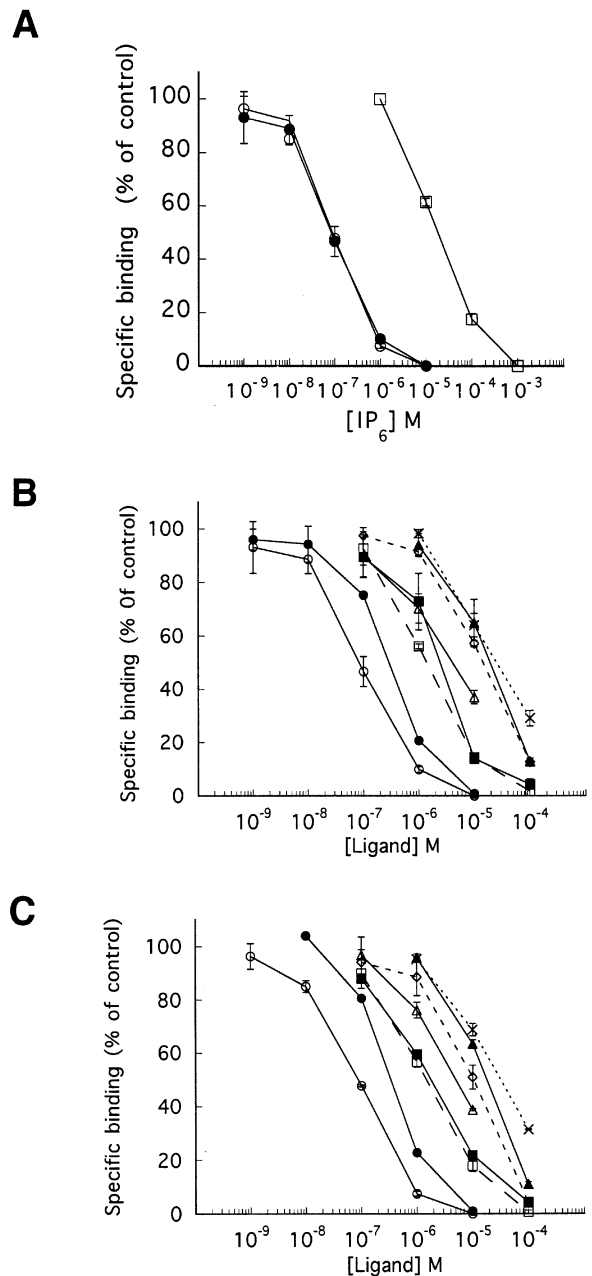 A
Specific binding (% of control)
100
80
60
40
20
0
10⁻⁹ 10⁻⁸ 10⁻⁷ 10⁻⁶ 10⁻⁵ 10⁻⁴ 10⁻³
[IP₆] M
B
Specific binding (% Of control)
100
80
60
40
20
0
10⁻⁹ 10⁻⁸ 10⁻⁷ 10⁻⁶ 10⁻⁵ 10⁻⁴
[Ligand] M
C
Specific binding (% of control)
100
80
60
40
20
0
10⁻⁹ 10⁻⁸ 10⁻⁷ 10⁻⁶ 10⁻⁵ 10⁻⁴
[Ligand] M